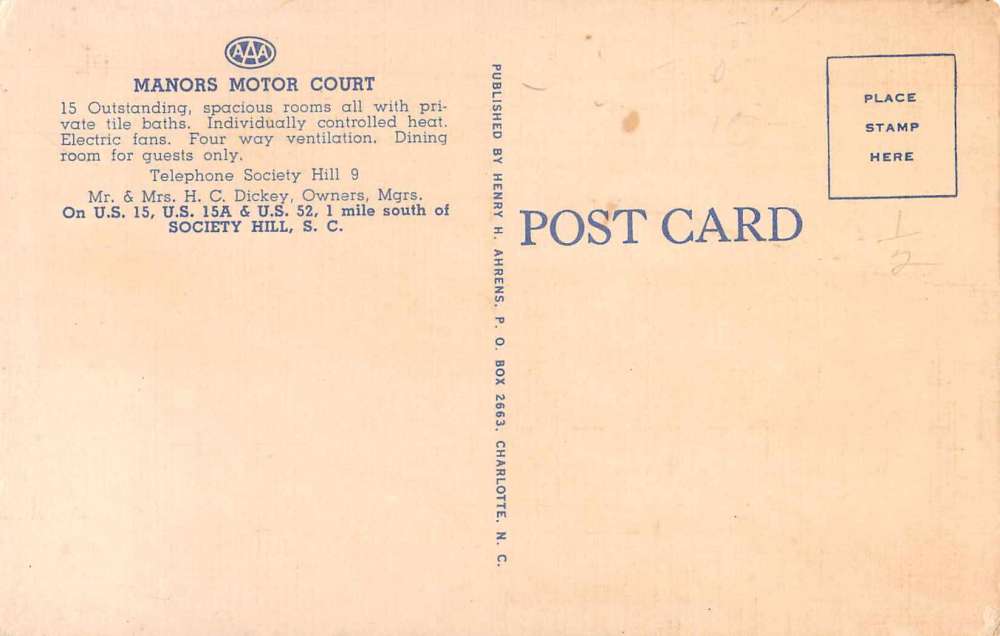 AAA
MANORS MOTOR COURT
15 Outstanding, spacious rooms all with pri-
vate tile baths. Individually controlled heat.
Electric fans. Four way ventilation. Dining
room for guests only.
Telephone Society Hill 9
Mr. & Mrs. H. C. Dickey, Owners, Mgrs.
On U.S. 15, U.S. 15A & U.S. 52, 1 mile south of
SOCIETY HILL, S. C.
PUBLISHED BY HENRY H. AHRENS, P. O. BOX 2663, CHARLOTTE, N. C.
POST CARD
PLACE
STAMP
HERE
1
2